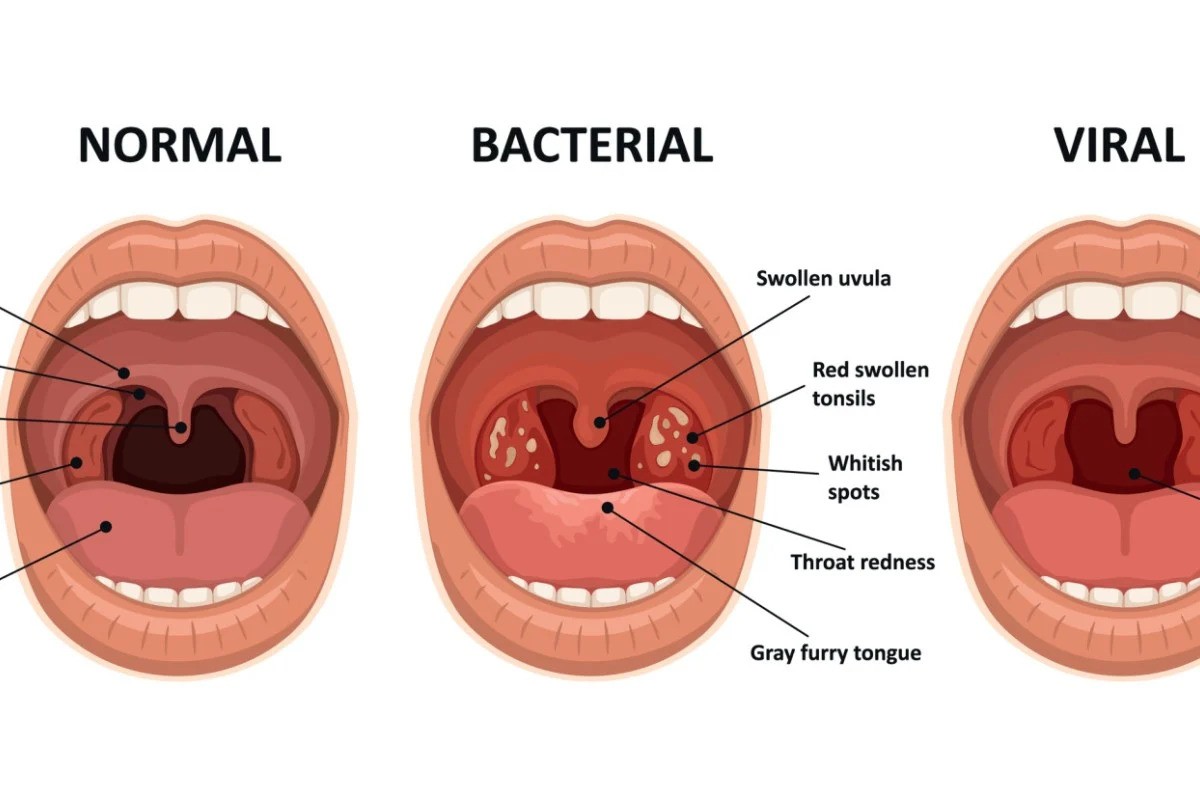 NORMAL
BACTERIAL
VIRAL
Swollen uvula
Red swollen
tonsils
Whitish
spots
Throat redness
Gray furry tongue